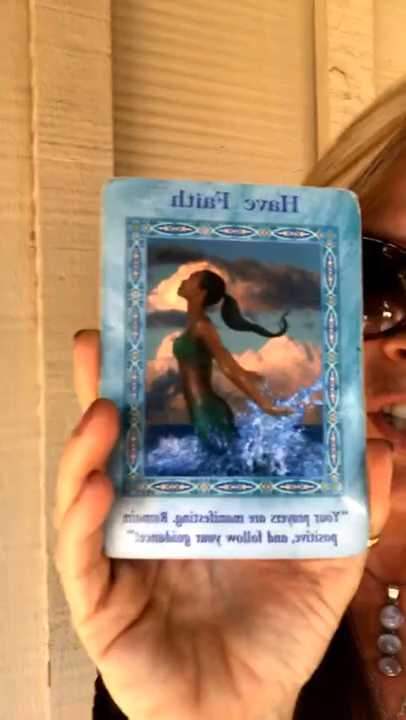 Have Faith
"Your prayers are manifesting. Remain
positive, and follow your guidance!"